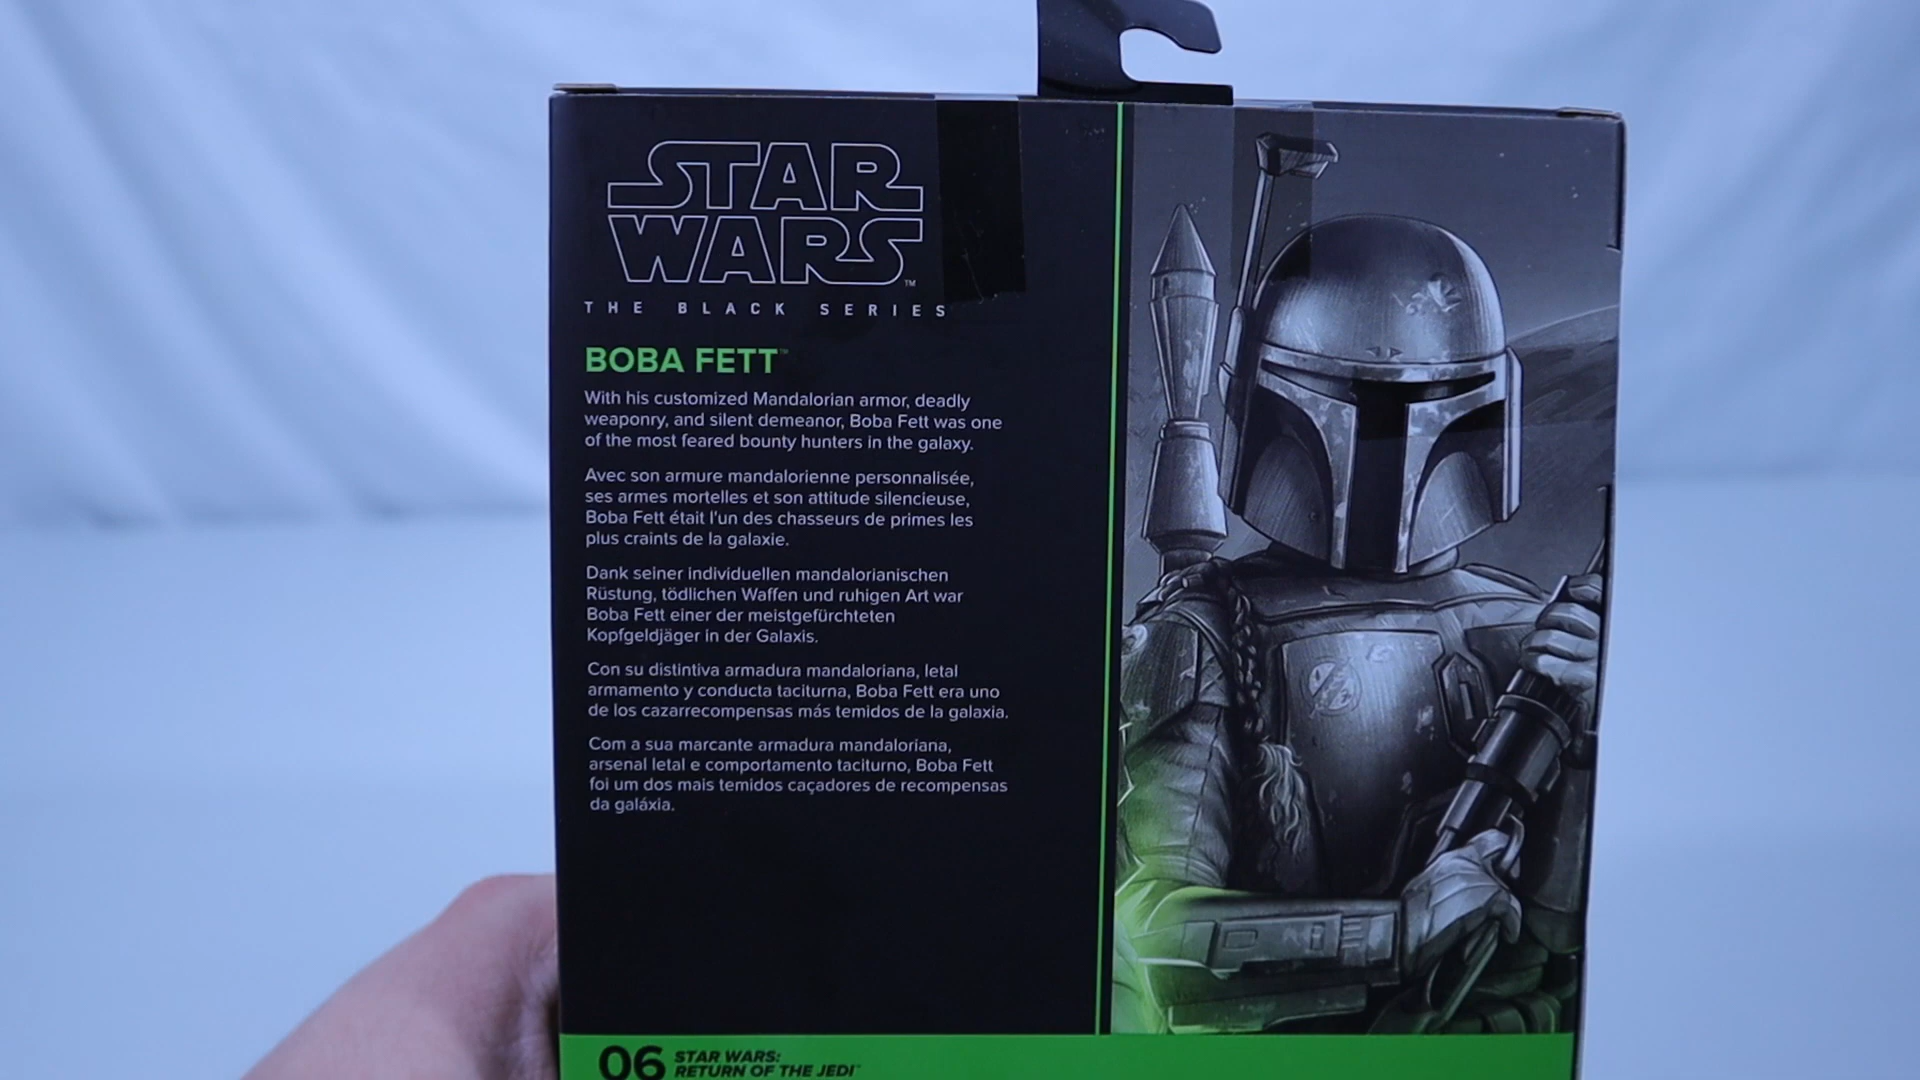 STAR
WARS™
THE BLACK SERIES
BOBA FETT™
With his customized Mandalorian armor, deadly
weaponry, and silent demeanor, Boba Fett was one
of the most feared bounty hunters in the galaxy.
Avec son armure mandalorienne personnalisée,
ses armes mortelles et son attitude silencieuse,
Boba Fett était l'un des chasseurs de primes les
plus craints de la galaxie.
Dank seiner individuellen mandalorianischen
Rüstung, tödlichen Waffen und ruhigen Art war
Boba Fett einer der meistgefürchteten
Kopfgeldjäger in der Galaxis.
Con su distintiva armadura mandaloriana, letal
armamento y conducta taciturna, Boba Fett era uno
de los cazarrecompensas más temidos de la galaxia.
Com a sua marcante armadura mandaloriana,
arsenal letal e comportamento taciturno, Boba Fett
foi um dos mais temidos caçadores de recompensas
da galáxia.
06 STAR WARS:
RETURN OF THE JEDI™